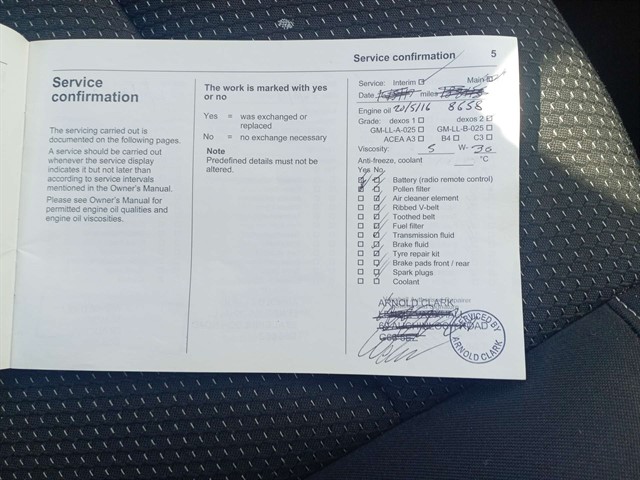 Service confirmation 5
Service
confirmation
The servicing carried out is
documented on the following pages.
A service should be carried out
whenever the service display
indicates it but not later than
according to service intervals
mentioned in the Owner's Manual.
Please see Owner's Manual for
permitted engine oil qualities and
engine oil viscosities.
The work is marked with yes
or no
Yes = was exchanged or
replaced
No = no exchange necessary
Note
Predefined details must not be
altered.
Service: Interim Main
Date miles
Engine oil 20/5/16 8658
Grade: dexos 1 dexos 2
GM-LL-A-025 GM-LL-B-025
ACEA A3 B4 C3
Viscosity: 5 W- 30
Anti-freeze, coolant °C
Yes No
Battery (radio remote control)
Pollen filter
Air cleaner element
Ribbed V-belt
Toothed belt
Fuel filter
Transmission fluid
Brake fluid
Tyre repair kit
Brake pads front / rear
Spark plugs
Coolant
ARNOLD CLARK
ROAD
SERVICED BY
ARNOLD CLARK